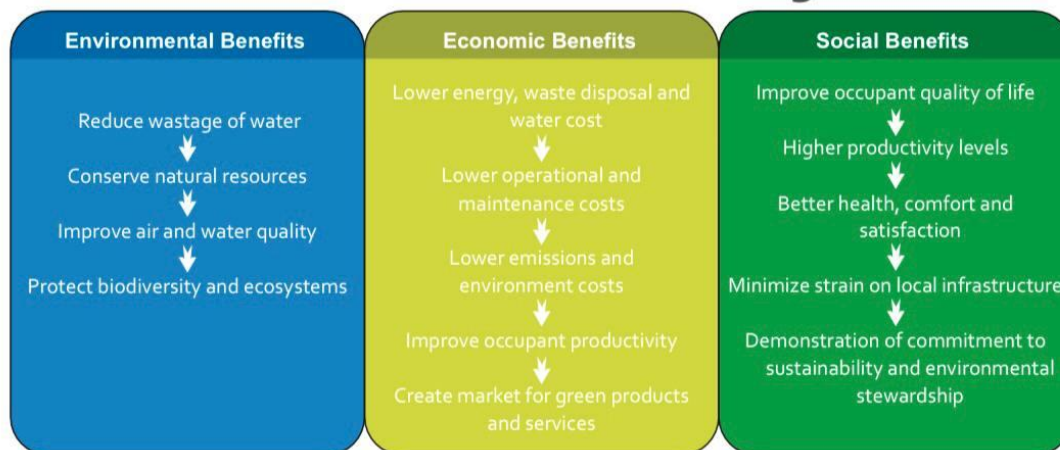 Environmental Benefits
Reduce wastage of water
Conserve natural resources
Improve air and water quality
Protect biodiversity and ecosystems
Economic Benefits
Lower energy, waste disposal and
water cost
Lower operational and
maintenance costs
Lower emissions and
environment costs
Improve occupant productivity
Create market for green products
and services
Social Benefits
Improve occupant quality of life
Higher productivity levels
Better health, comfort and
satisfaction
Minimize strain on local infrastructure
Demonstration of commitment to
sustainability and environmental
stewardship